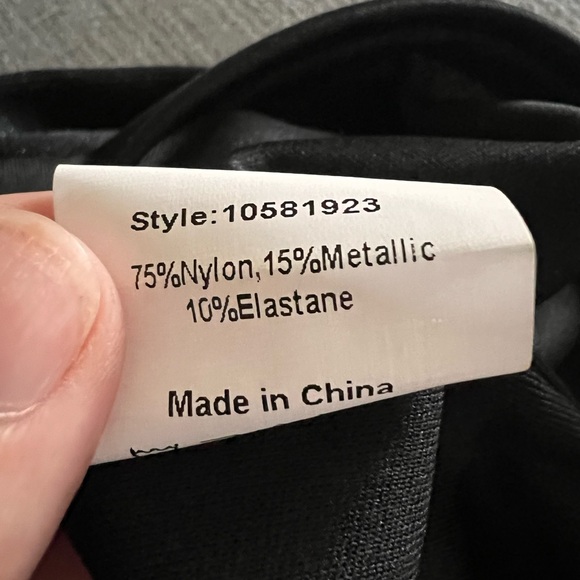 Style:10581923
75%Nylon,15%Metallic
10%Elastane
Made in China